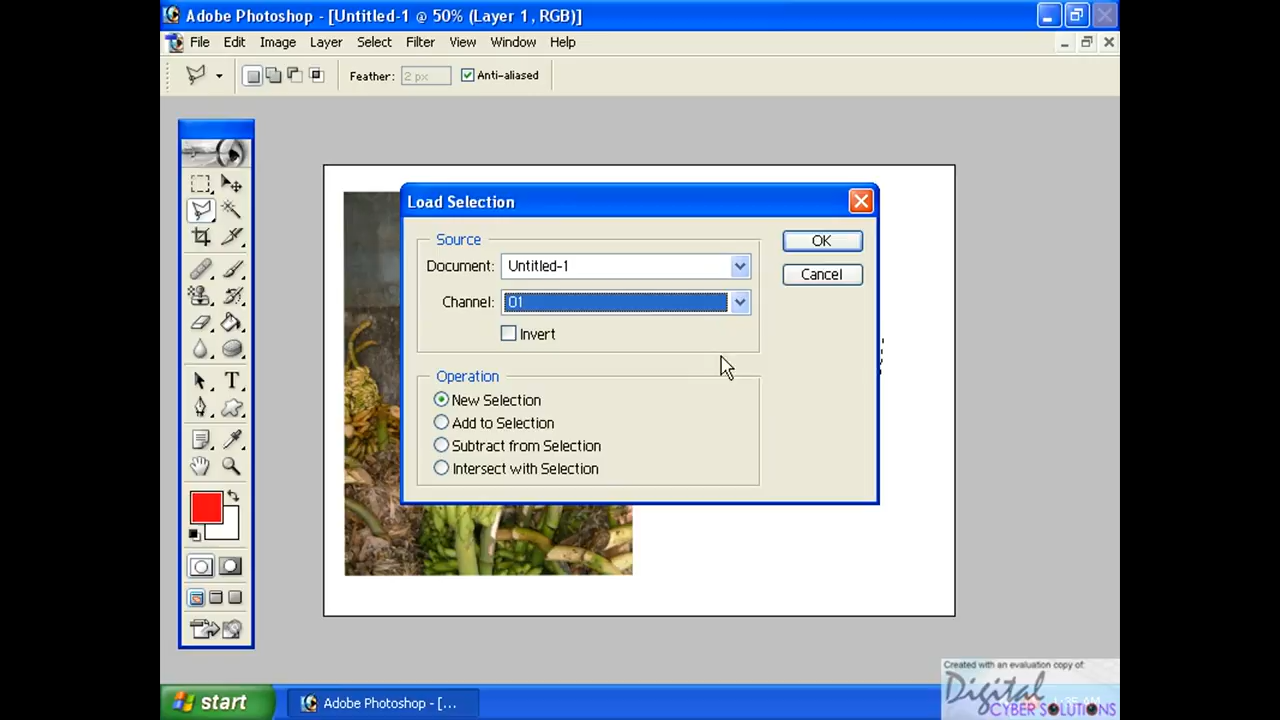 Adobe Photoshop - [Untitled-1 @ 50% (Layer 1, RGB)]
File Edit Image Layer Select Filter View Window Help
Feather: 2 px Anti-aliased
Load Selection
Source
OK
Document: Untitled-1
Cancel
Channel: 01
Invert
Operation
New Selection
Add to Selection
Subtract from Selection
Intersect with Selection
T
Created with an evaluation copy of:
Digital
CYBER SOLUTIONS
start
Adobe Photoshop - [...